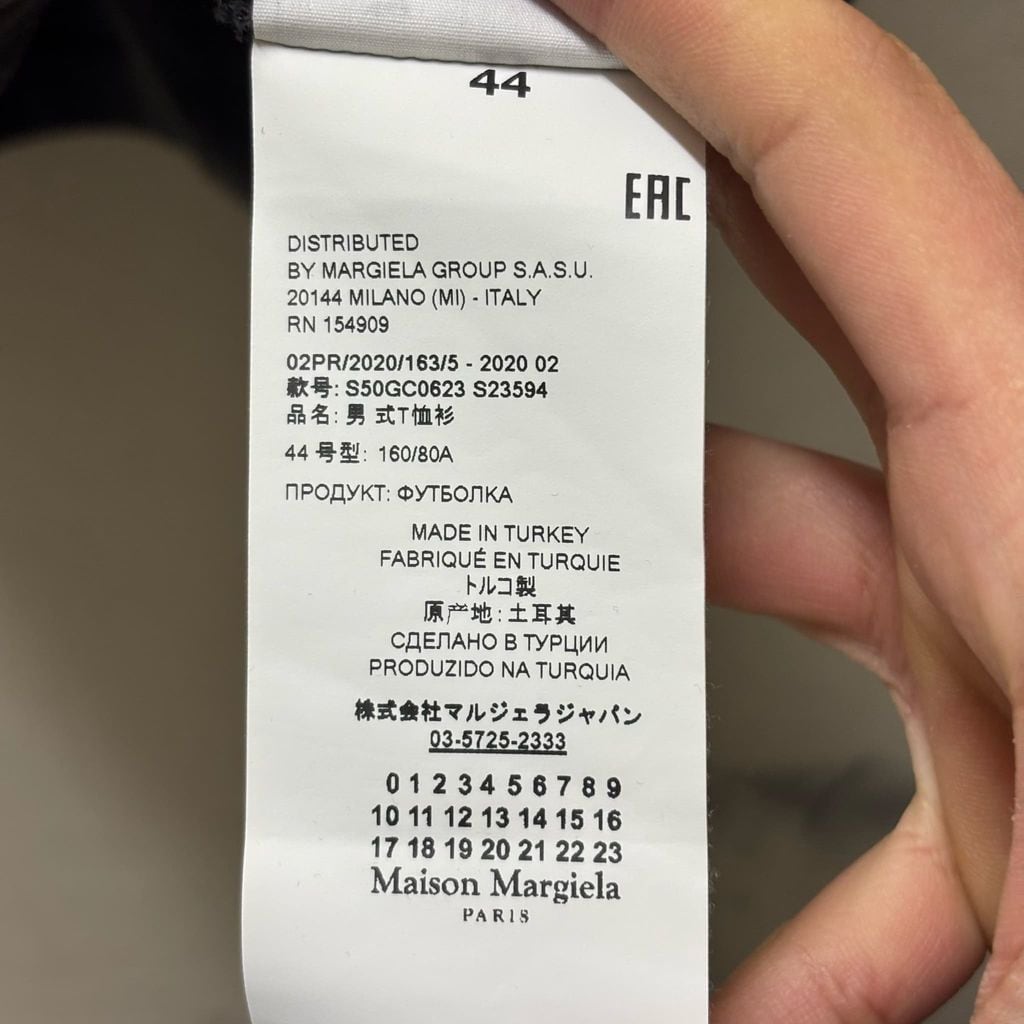 44
EAC
DISTRIBUTED
BY MARGIELA GROUP S.A.S.U.
20144 MILANO (MI) - ITALY
RN 154909
02PR/2020/163/5 - 2020 02
款号: S50GC0623 S23594
品名: 男 式T恤衫
44 号型: 160/80A
ПРОДУКТ: ФУТБОЛКА
MADE IN TURKEY
FABRIQUÉ EN TURQUIE
トルコ製
原产地: 土耳其
СДЕЛАНО В ТУРЦИИ
PRODUZIDO NA TURQUIA
株式会社マルジェラジャパン
03-5725-2333
0 1 2 3 4 5 6 7 8 9
10 11 12 13 14 15 16
17 18 19 20 21 22 23
Maison Margiela
PARIS